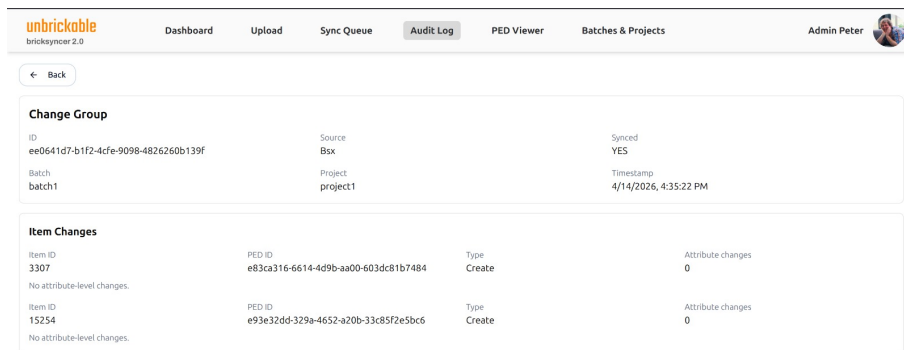 unbrickable
bricksyncer 2.0
Dashboard Upload Sync Queue Audit Log PED Viewer Batches & Projects Admin Peter
← Back
Change Group
ID Source Synced
ee0641d7-b1f2-4cfe-9098-4826260b139f Bsx YES
Batch Project Timestamp
batch1 project1 4/14/2026, 4:35:22 PM
Item Changes
Item ID PED ID Type Attribute changes
3307 e83ca316-6614-4d9b-aa00-603dc81b7484 Create 0
No attribute-level changes.
Item ID PED ID Type Attribute changes
15254 e93e32dd-329a-4652-a20b-33c85f2e5bc6 Create 0
No attribute-level changes.